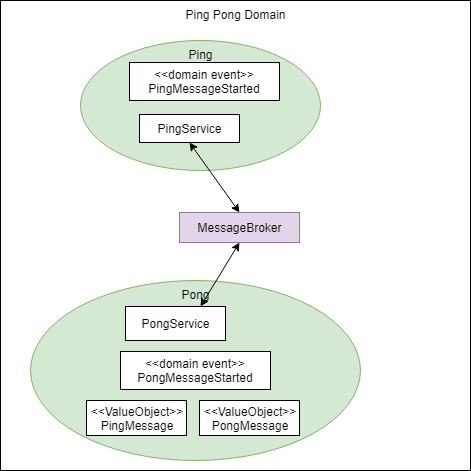 Ping Pong Domain
Ping
<<domain event>>
PingMessageStarted
PingService
MessageBroker
Pong
PongService
<<domain event>>
PongMessageStarted
<<ValueObject>>
PingMessage
<<ValueObject>>
PongMessage